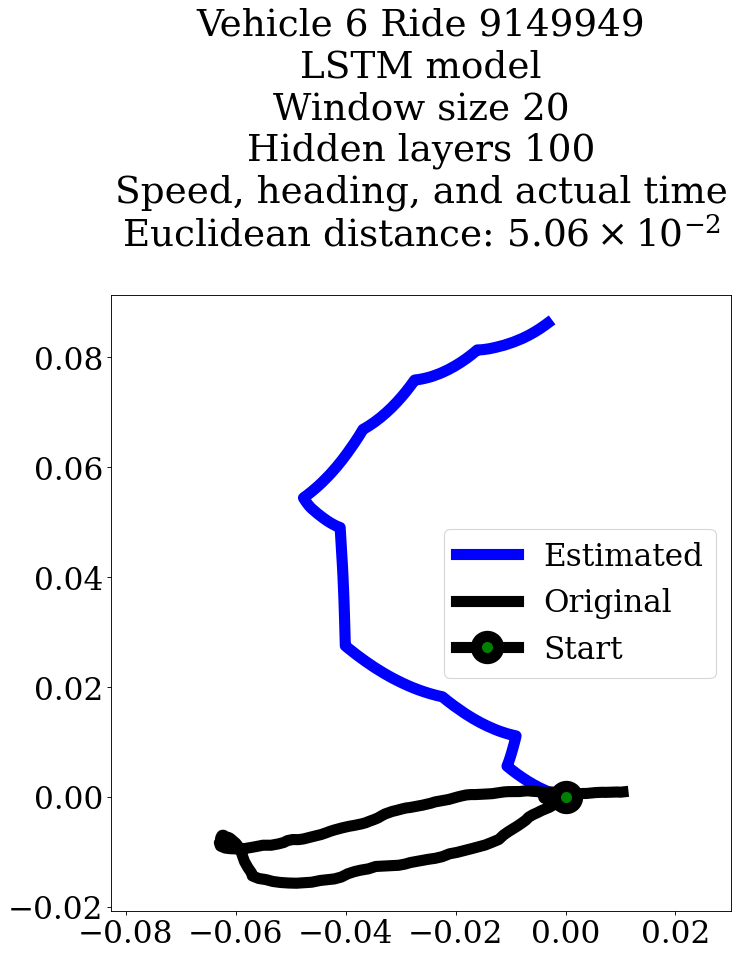 Vehicle 6 Ride 9149949
LSTM model
Window size 20
Hidden layers 100
Speed, heading, and actual time
Euclidean distance: 5.06 × 10⁻²
0.08
0.06
0.04
0.02
0.00
−0.02
Estimated
Original
Start
−0.08 −0.06 −0.04 −0.02 0.00 0.02